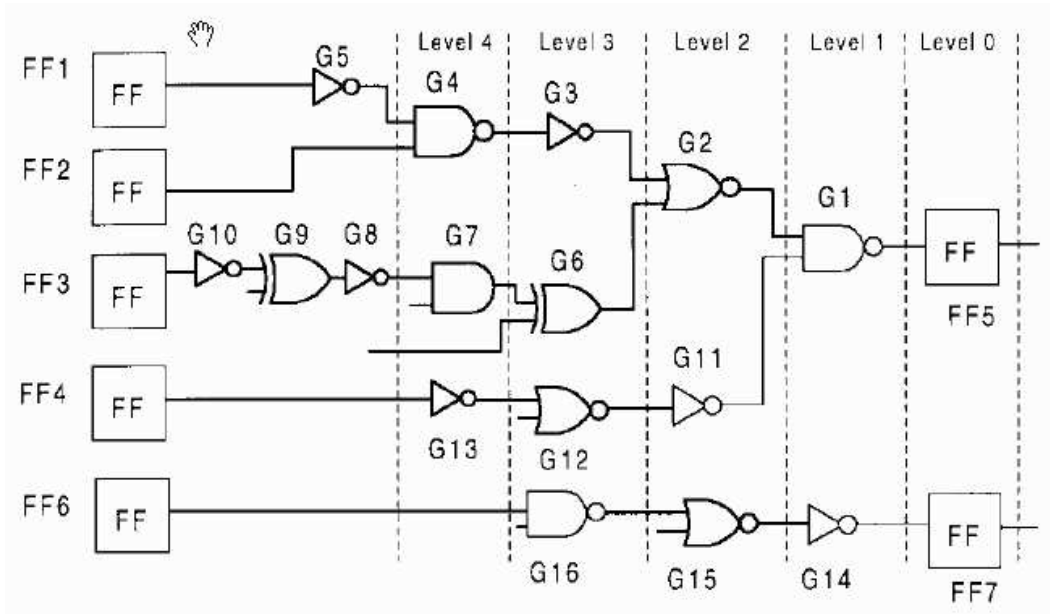 Level 4 Level 3 Level 2 Level 1 Level 0
G5
FF1 FF G4 G3
G2
FF2 FF
G1
G10 G9 G8 G7
G6
FF3 FF FF
FF5
G11
FF4 FF
G13 G12
FF6 FF FF
G16 G15 G14
FF7